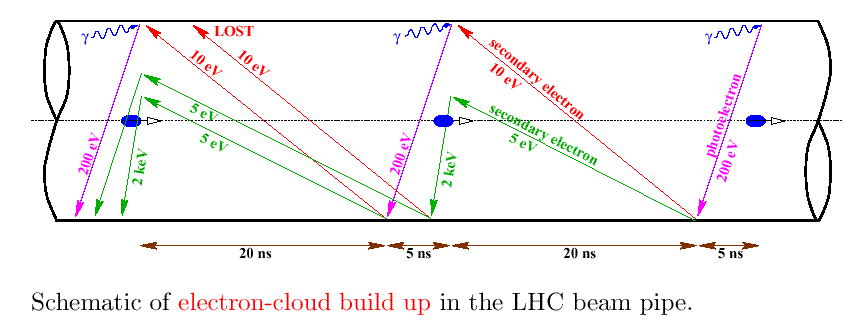 γ
LOST
10 eV
10 eV
5 eV
5 eV
200 eV
2 keV
γ
secondary electron
10 eV
secondary electron
5 eV
200 eV
2 keV
γ
photoelectron
200 eV
20 ns
5 ns
20 ns
5 ns
Schematic of electron-cloud build up in the LHC beam pipe.